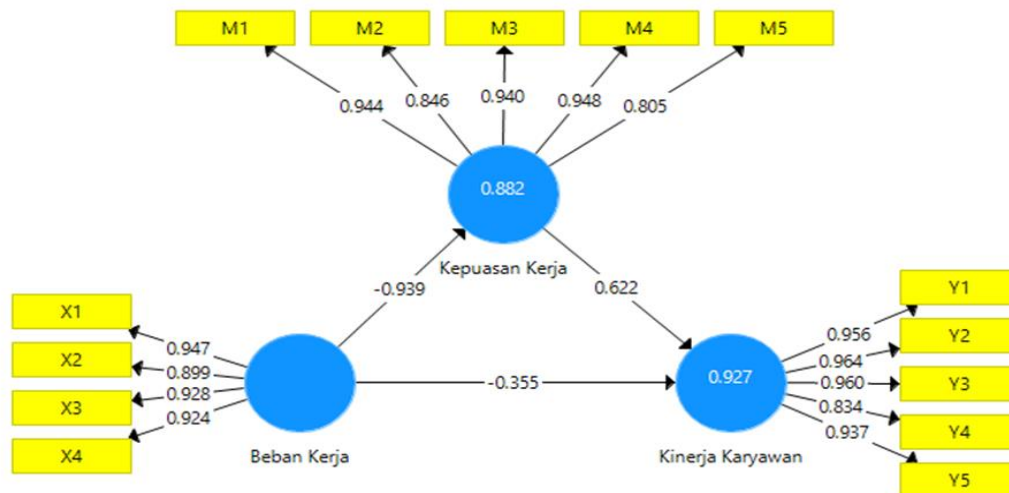 M1 M2 M3 M4 M5
0.944 0.846 0.940 0.948 0.805
0.882
Kepuasan Kerja
-0.939
0.622
X1
X2
X3
X4
0.947
0.899
0.928
0.924
Beban Kerja
-0.355
0.927
Kinerja Karyawan
0.956
0.964
0.960
0.834
0.937
Y1
Y2
Y3
Y4
Y5